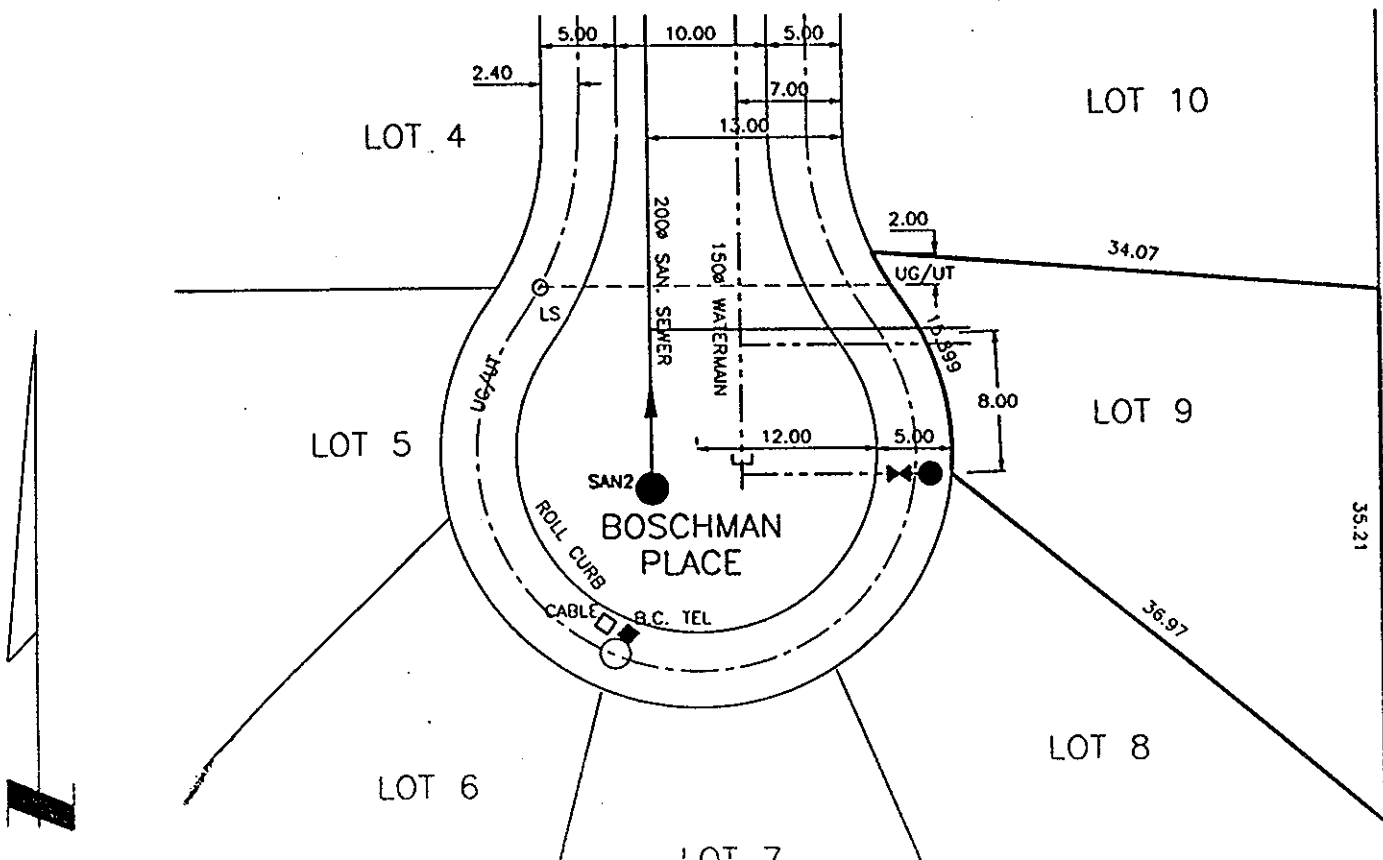 5.00
10.00
5.00
2.40
7.00
13.00
LOT 4
LOT 10
200ø SAN. SEWER
150ø WATERMAIN
2.00
34.07
UG/UT
LS
15.899
UG/UT
LOT 5
8.00
LOT 9
12.00
5.00
SAN2
BOSCHMAN
PLACE
ROLL CURB
35.21
CABLE
B.C. TEL
36.97
LOT 8
LOT 6
LOT 7